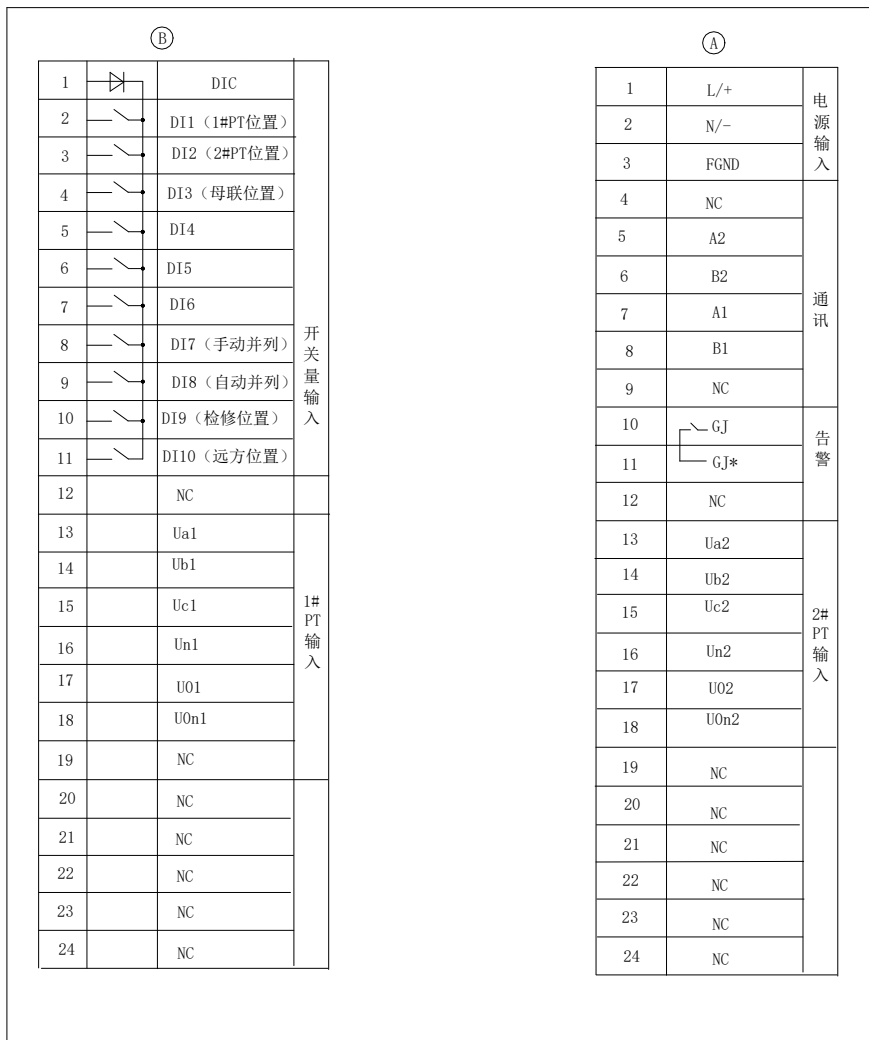 B
1 DIC
2 DI1（1#PT位置）
3 DI2（2#PT位置）
4 DI3（母联位置）
5 DI4
6 DI5
7 DI6
8 DI7（手动并列）
9 DI8（自动并列）
10 DI9（检修位置）
11 DI10（远方位置）
开关量输入
12 NC
13 Ua1
14 Ub1
15 Uc1
16 Un1
17 U01
18 U0n1
19 NC
1#PT输入
20 NC
21 NC
22 NC
23 NC
24 NC
A
1 L/+
2 N/-
3 FGND
电源输入
4 NC
5 A2
6 B2
7 A1
8 B1
9 NC
通讯
10 GJ
11 GJ*
12 NC
告警
13 Ua2
14 Ub2
15 Uc2
16 Un2
17 U02
18 U0n2
2#PT输入
19 NC
20 NC
21 NC
22 NC
23 NC
24 NC